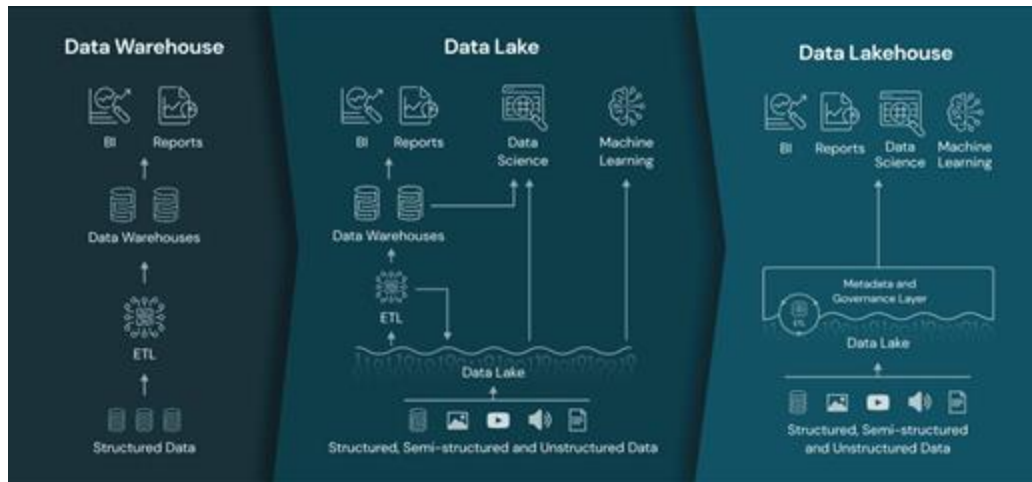 Data Warehouse
BI
Reports
Data Warehouses
ETL
Structured Data
Data Lake
BI
Reports
Data
Science
Machine
Learning
Data Warehouses
ETL
Data Lake
Structured, Semi-structured and Unstructured Data
Data Lakehouse
BI
Reports
Data
Science
Machine
Learning
Metadata and
Governance Layer
ETL
Data Lake
Structured, Semi-structured
and Unstructured Data